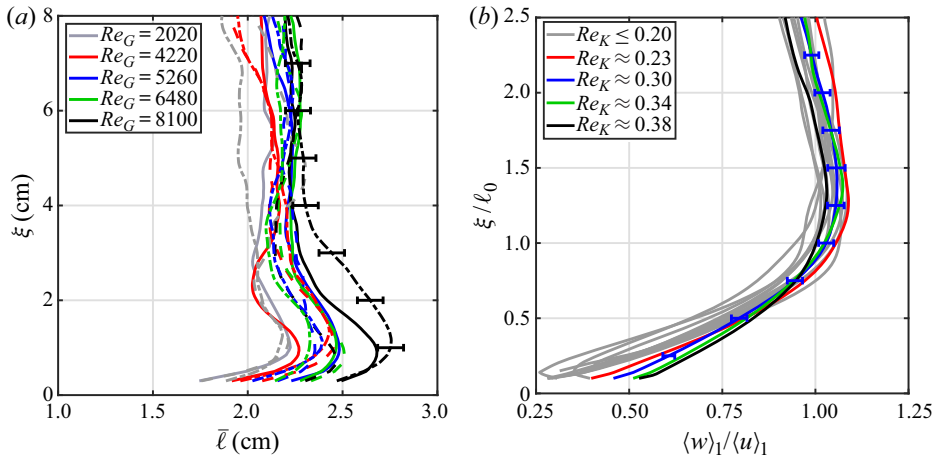 (a)
8
6
4
2
0
ξ (cm)
Re_G = 2020
Re_G = 4220
Re_G = 5260
Re_G = 6480
Re_G = 8100
1.0 1.5 2.0 2.5 3.0
ℓ̅ (cm)
(b)
2.5
2.0
1.5
1.0
0.5
0
ξ/ℓ_0
Re_K ≤ 0.20
Re_K ≈ 0.23
Re_K ≈ 0.30
Re_K ≈ 0.34
Re_K ≈ 0.38
0.25 0.50 0.75 1.00 1.25
⟨w⟩_1/⟨u⟩_1